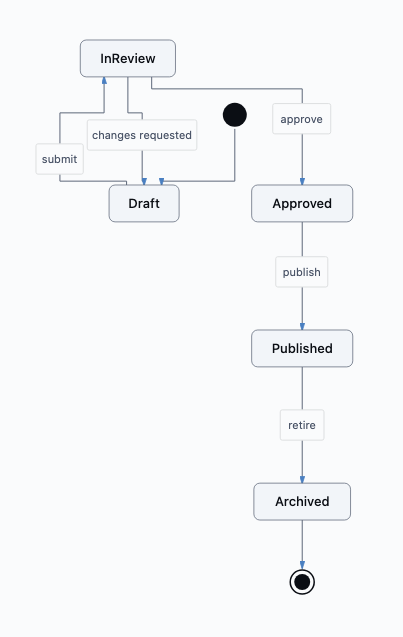 InReview
approve
changes requested
submit
Draft
Approved
publish
Published
retire
Archived